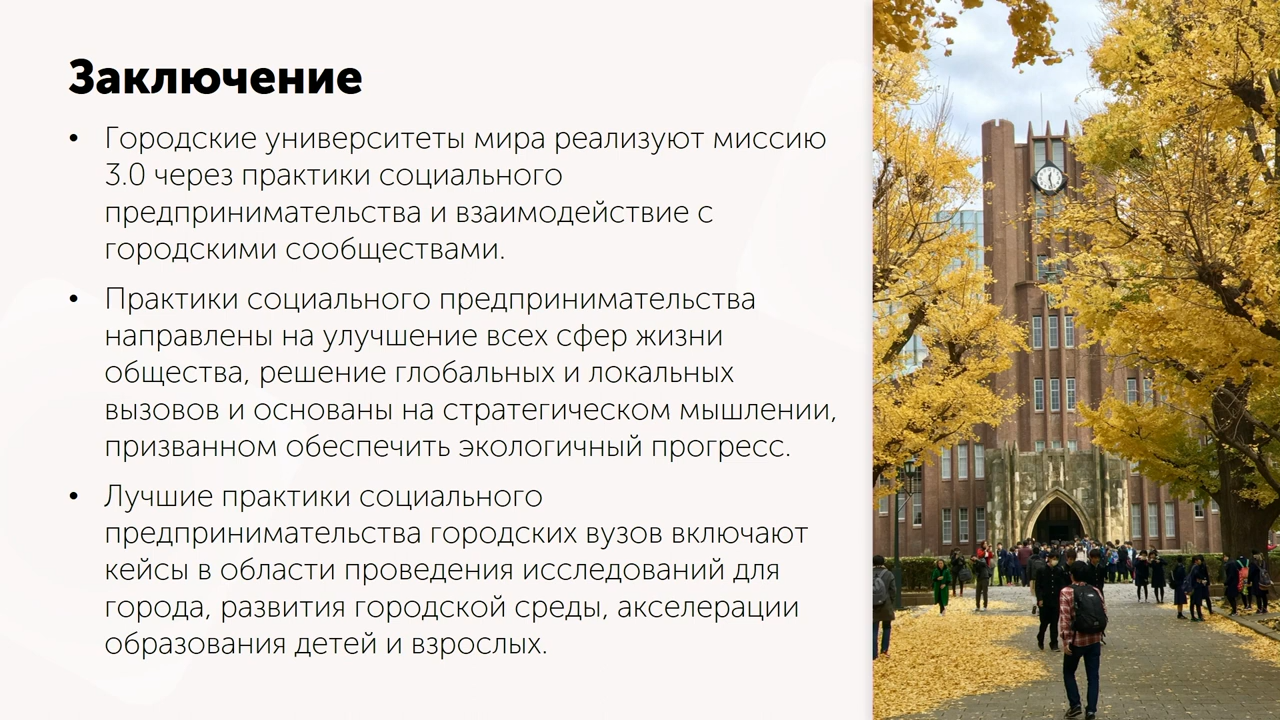 Заключение
• Городские университеты мира реализуют миссию
3.0 через практики социального
предпринимательства и взаимодействие с
городскими сообществами.
• Практики социального предпринимательства
направлены на улучшение всех сфер жизни
общества, решение глобальных и локальных
вызовов и основаны на стратегическом мышлении,
призванном обеспечить экологичный прогресс.
• Лучшие практики социального
предпринимательства городских вузов включают
кейсы в области проведения исследований для
города, развития городской среды, акселерации
образования детей и взрослых.